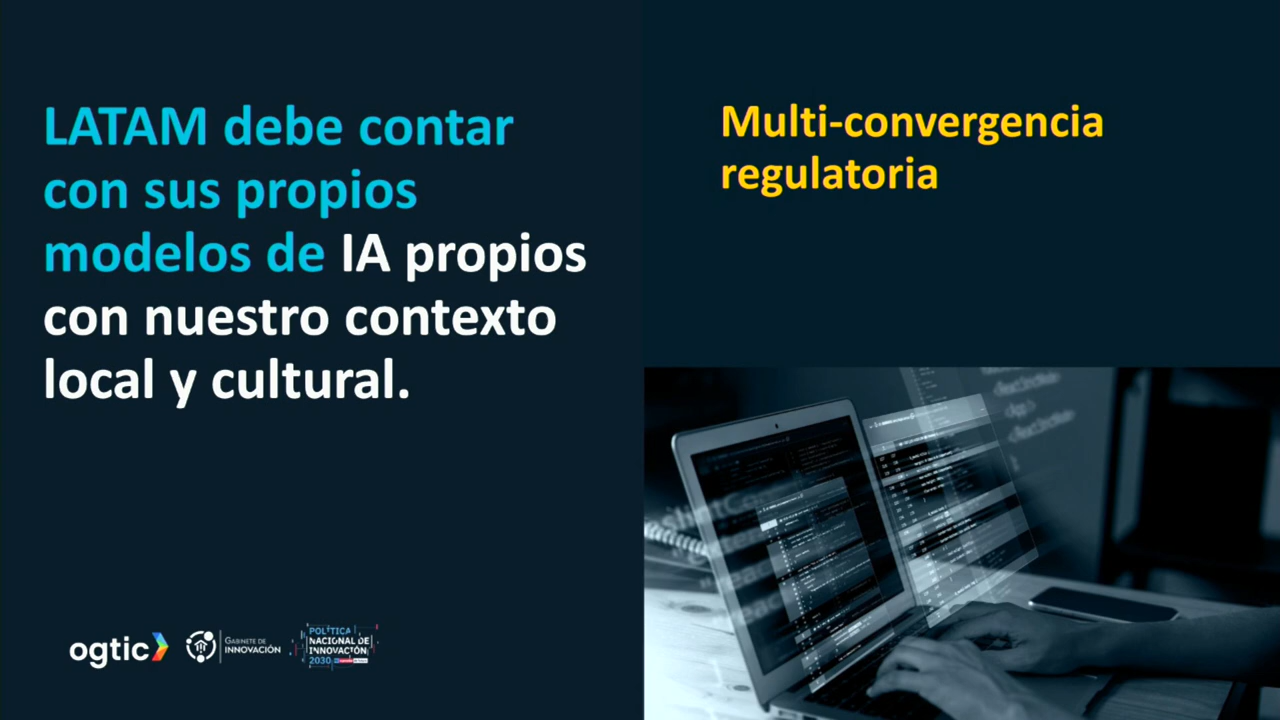 LATAM debe contar
con sus propios
modelos de IA propios
con nuestro contexto
local y cultural.
Multi-convergencia
regulatoria
ogtic
GABINETE DE
INNOVACIÓN
POLÍTICA
NACIONAL DE
INNOVACIÓN
2030